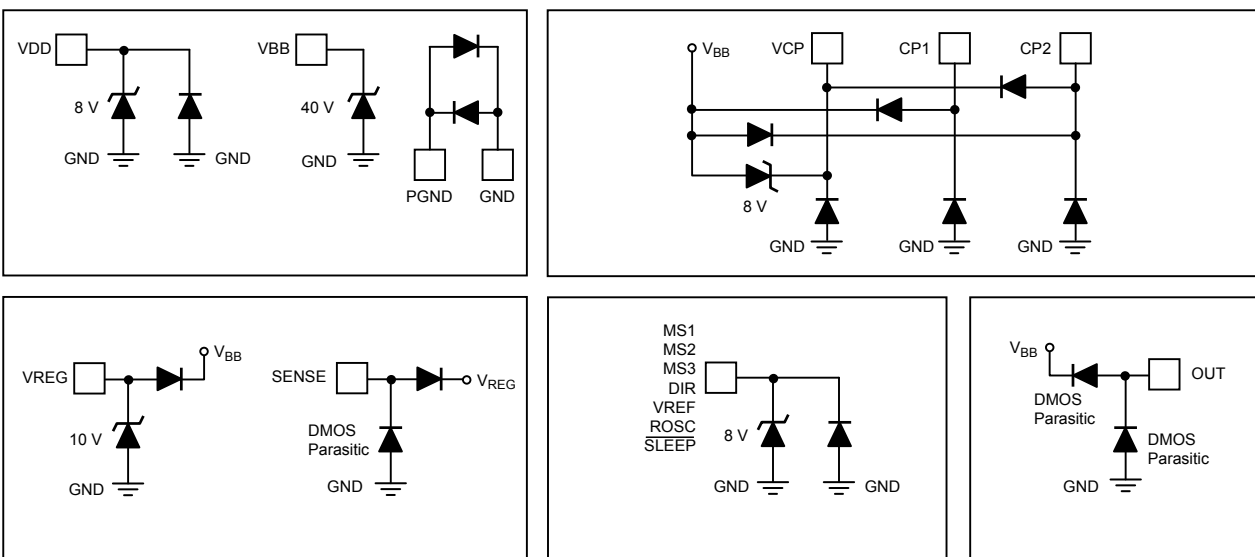 VDD
8 V
GND
GND
VBB
40 V
GND
PGND
GND
VBB
VCP
CP1
CP2
8 V
GND
GND
GND
VREG
VBB
10 V
GND
SENSE
VREG
DMOS
Parasitic
GND
MS1
MS2
MS3
DIR
VREF
ROSC
SLEEP
8 V
GND
GND
VBB
OUT
DMOS
Parasitic
DMOS
Parasitic
GND